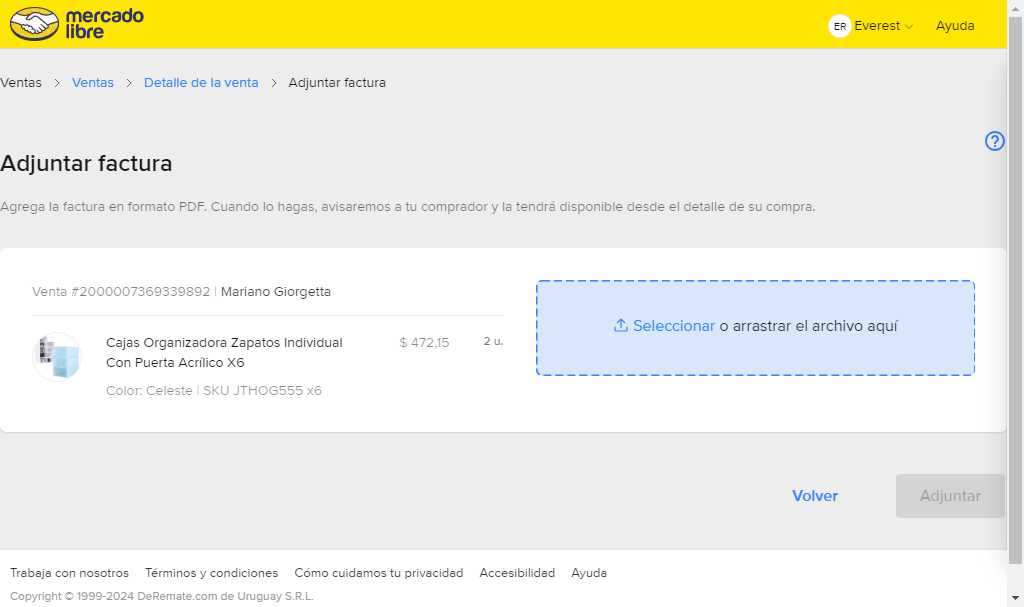 mercado
libre
ER Everest Ayuda
Ventas > Ventas > Detalle de la venta > Adjuntar factura
Adjuntar factura
Agrega la factura en formato PDF. Cuando lo hagas, avisaremos a tu comprador y la tendrá disponible desde el detalle de su compra.
Venta #2000007369339892 | Mariano Giorgetta
Seleccionar o arrastrar el archivo aquí
Cajas Organizadora Zapatos Individual $ 472,15 2 u.
Con Puerta Acrílico X6
Color: Celeste | SKU JTHOG555 x6
Volver Adjuntar
Trabaja con nosotros Términos y condiciones Cómo cuidamos tu privacidad Accesibilidad Ayuda
Copyright © 1999-2024 DeRemate.com de Uruguay S.R.L.